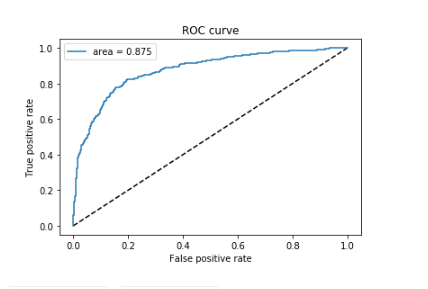 ROC curve
area = 0.875
True positive rate
1.0
0.8
0.6
0.4
0.2
0.0
0.0 0.2 0.4 0.6 0.8 1.0
False positive rate